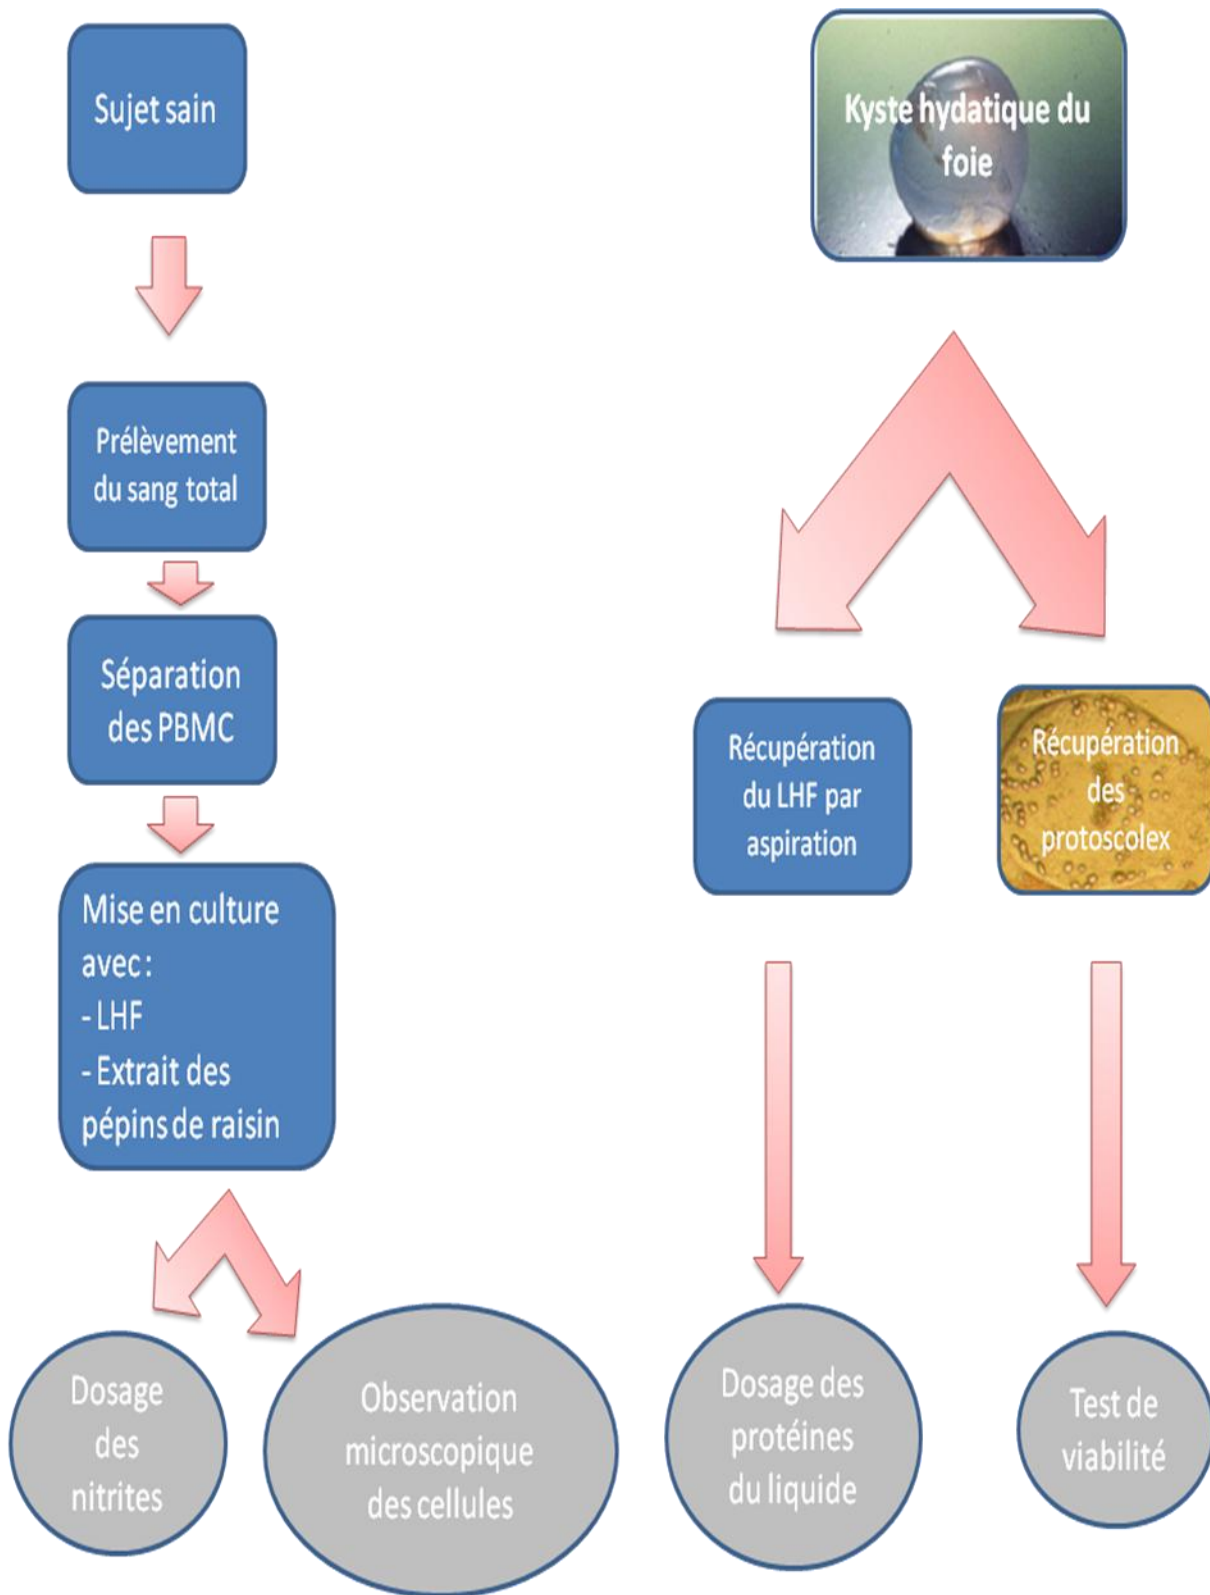 Sujet sain
Prélèvement
du sang total
Séparation
des PBMC
Mise en culture
avec :
- LHF
- Extrait des
pépins de raisin
Dosage
des
nitrites
Observation
microscopique
des cellules
Kyste hydatique du
foie
Récupération
du LHF par
aspiration
Récupération
des
protoscolex
Dosage des
protéines
du liquide
Test de
viabilité